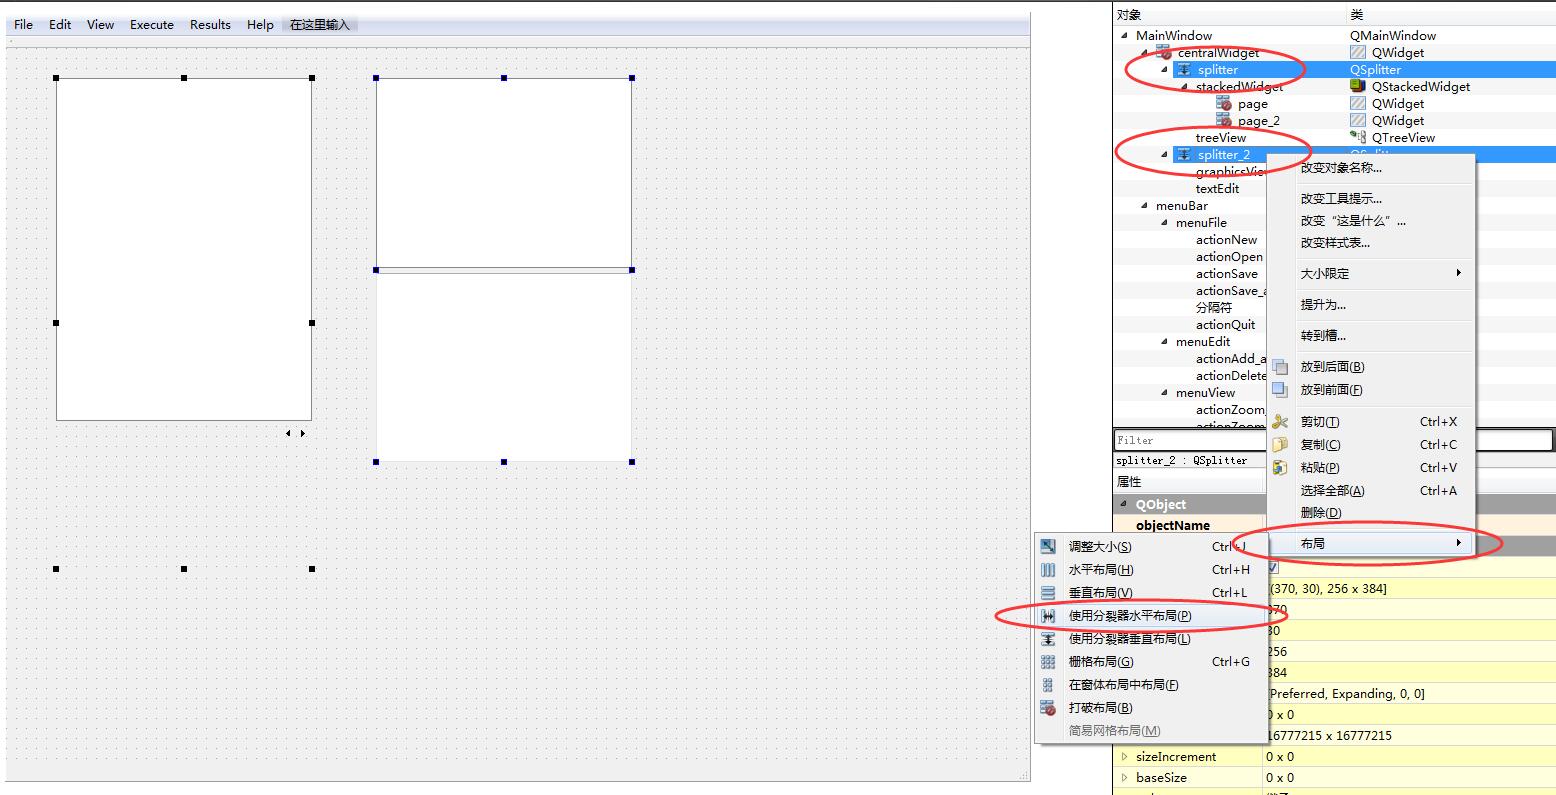 File Edit View Execute Results Help 在这里输入
对象 类
MainWindow QMainWindow
centralWidget QWidget
splitter QSplitter
stackedWidget QStackedWidget
page QWidget
page_2 QWidget
treeView QTreeView
splitter_2
textEdit
menuBar
menuFile
actionNew
actionOpen
actionSave
actionSave_a
分隔符
actionQuit
menuEdit
actionAdd_a
actionDelete
menuView
actionZoom_
改变对象名称...
改变工具提示...
改变“这是什么”...
改变样式表...
大小限定
提升为...
转到槽...
放到后面(B)
放到前面(F)
剪切(T) Ctrl+X
复制(C) Ctrl+C
粘贴(P) Ctrl+V
选择全部(A) Ctrl+A
删除(D)
布局
Filter
splitter_2 : QSplitter
属性
QObject
objectName
调整大小(S) Ctrl+J
水平布局(H) Ctrl+H
垂直布局(V) Ctrl+L
使用分裂器水平布局(P)
使用分裂器垂直布局(L)
栅格布局(G) Ctrl+G
在窗体布局中布局(F)
打破布局(B)
简易网格布局(M)
[(370, 30), 256 x 384]
370
30
256
384
[Preferred, Expanding, 0, 0]
0 x 0
16777215 x 16777215
sizeIncrement 0 x 0
baseSize 0 x 0